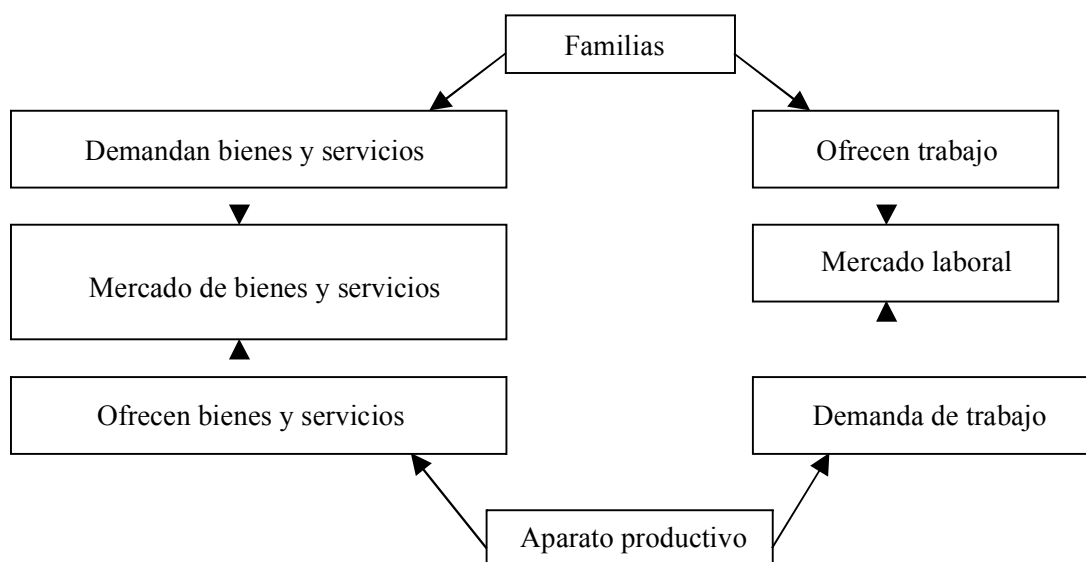 Familias
Demandan bienes y servicios
Ofrecen trabajo
Mercado de bienes y servicios
Mercado laboral
Ofrecen bienes y servicios
Demanda de trabajo
Aparato productivo